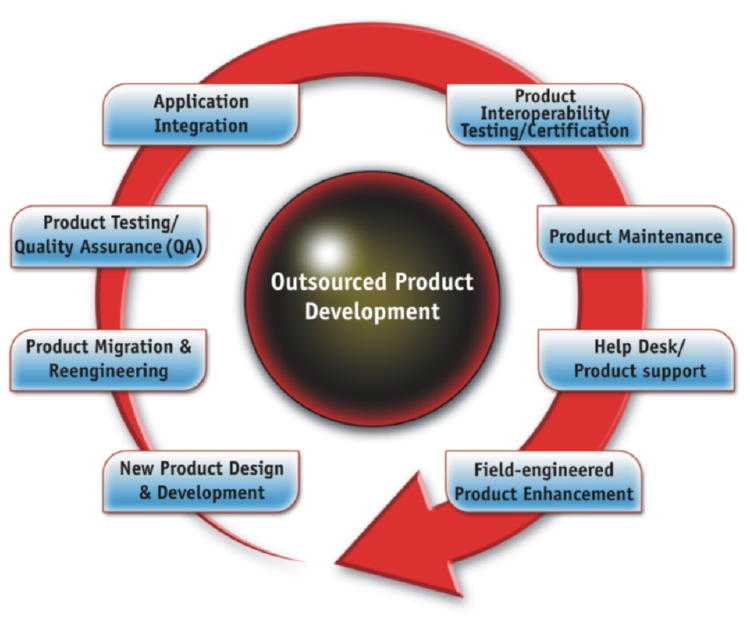 Application
Integration
Product
Interoperability
Testing/Certification
Product Testing/
Quality Assurance (QA)
Product Maintenance
Outsourced Product
Development
Product Migration &
Reengineering
Help Desk/
Product support
New Product Design
& Development
Field-engineered
Product Enhancement